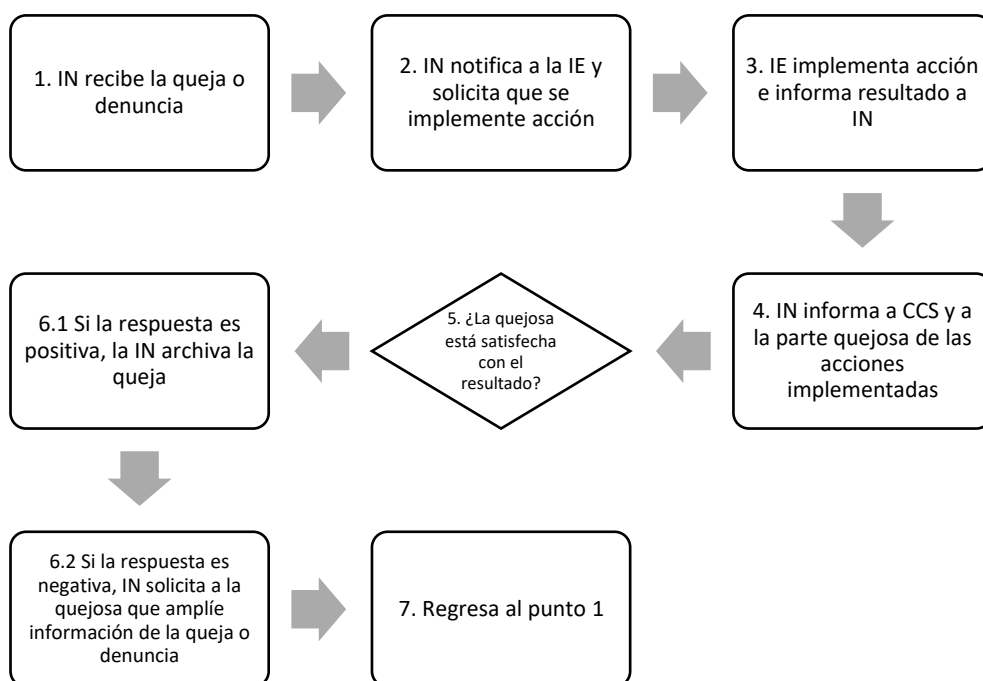 1. IN recibe la queja o
denuncia
2. IN notifica a la IE y
solicita que se
implemente acción
3. IE implementa acción
e informa resultado a
IN
4. IN informa a CCS y a
la parte quejosa de las
acciones
implementadas
5. ¿La quejosa
está satisfecha
con el
resultado?
6.1 Si la respuesta es
positiva, la IN archiva la
queja
6.2 Si la respuesta es
negativa, IN solicita a la
quejosa que amplíe
información de la queja o
denuncia
7. Regresa al punto 1